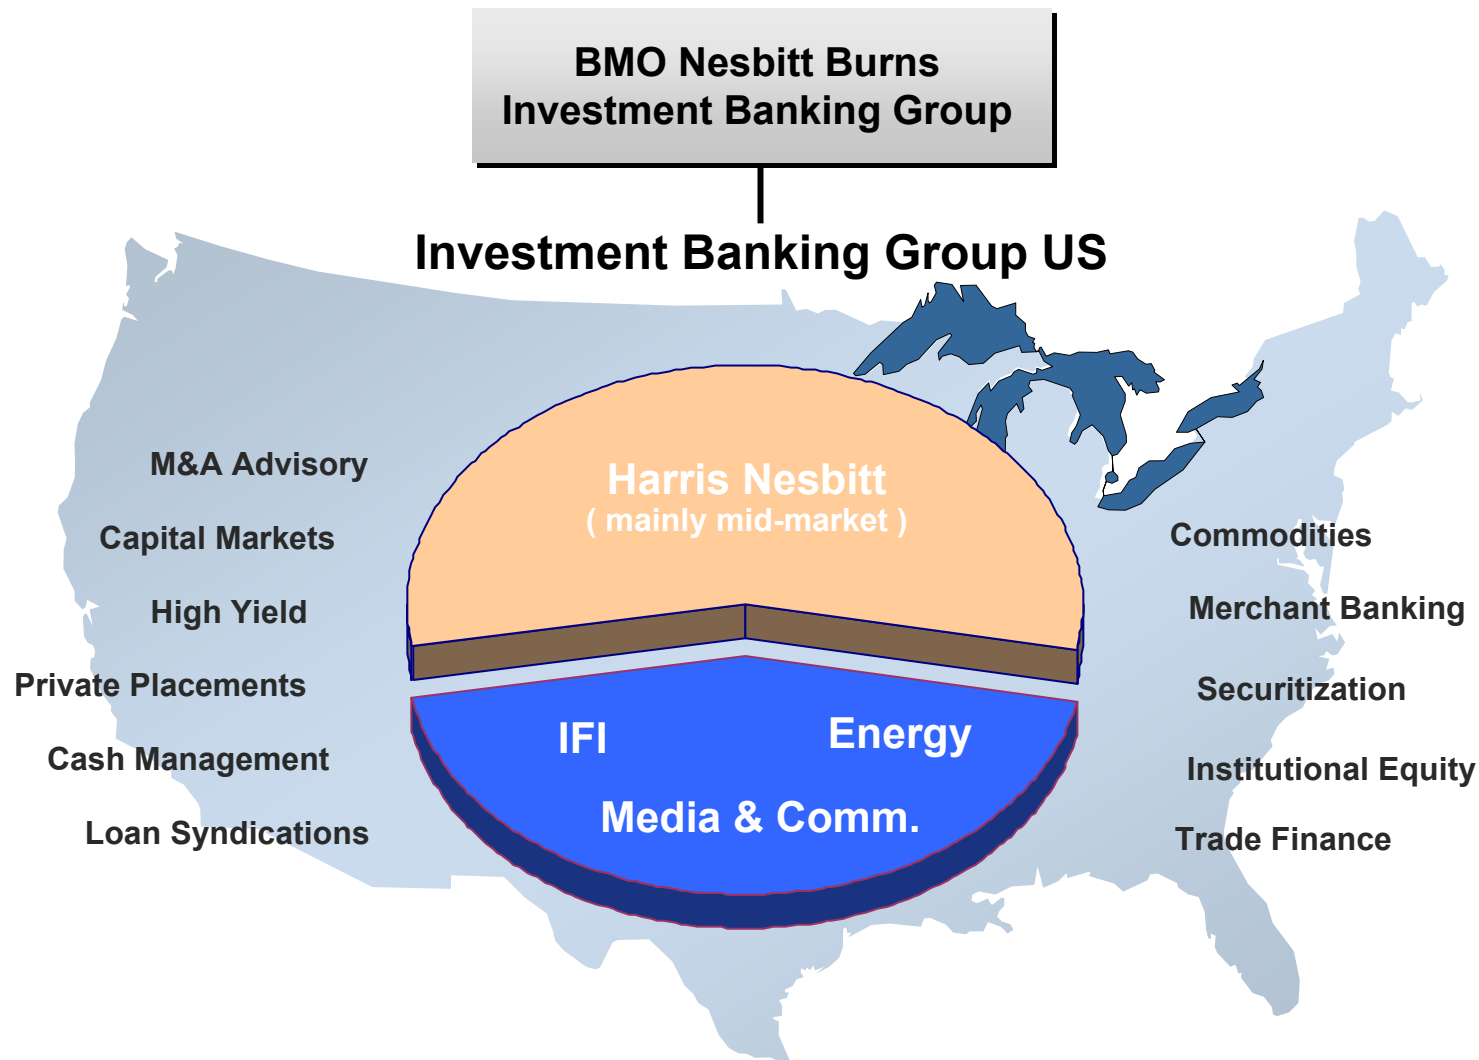 BMO Nesbitt Burns
Investment Banking Group
Investment Banking Group US
M&A Advisory
Capital Markets
High Yield
Private Placements
Cash Management
Loan Syndications
Harris Nesbitt
( mainly mid-market )
IFI
Energy
Media & Comm.
Commodities
Merchant Banking
Securitization
Institutional Equity
Trade Finance